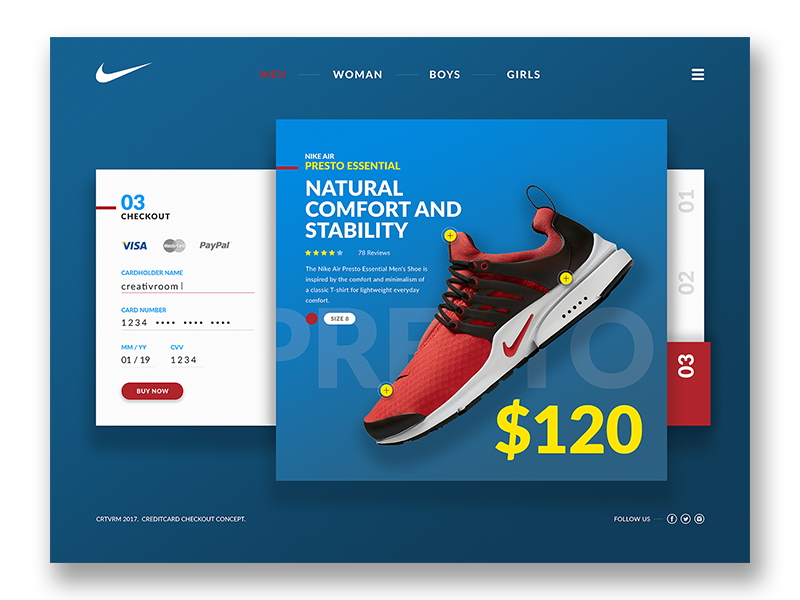 MEN WOMAN BOYS GIRLS
NIKE AIR
PRESTO ESSENTIAL
NATURAL
COMFORT AND
STABILITY
78 Reviews
The Nike Air Presto Essential Men's Shoe is
inspired by the comfort and minimalism of
a classic T-shirt for lightweight everyday
comfort.
SIZE 8
PRESTO
$120
03
CHECKOUT
VISA MasterCard PayPal
CARDHOLDER NAME
creativroom
CARD NUMBER
1234 •••• •••• ••••
MM / YY CVV
01 / 19 1234
BUY NOW
01
02
03
CRTVRM 2017. CREDITCARD CHECKOUT CONCEPT.
FOLLOW US